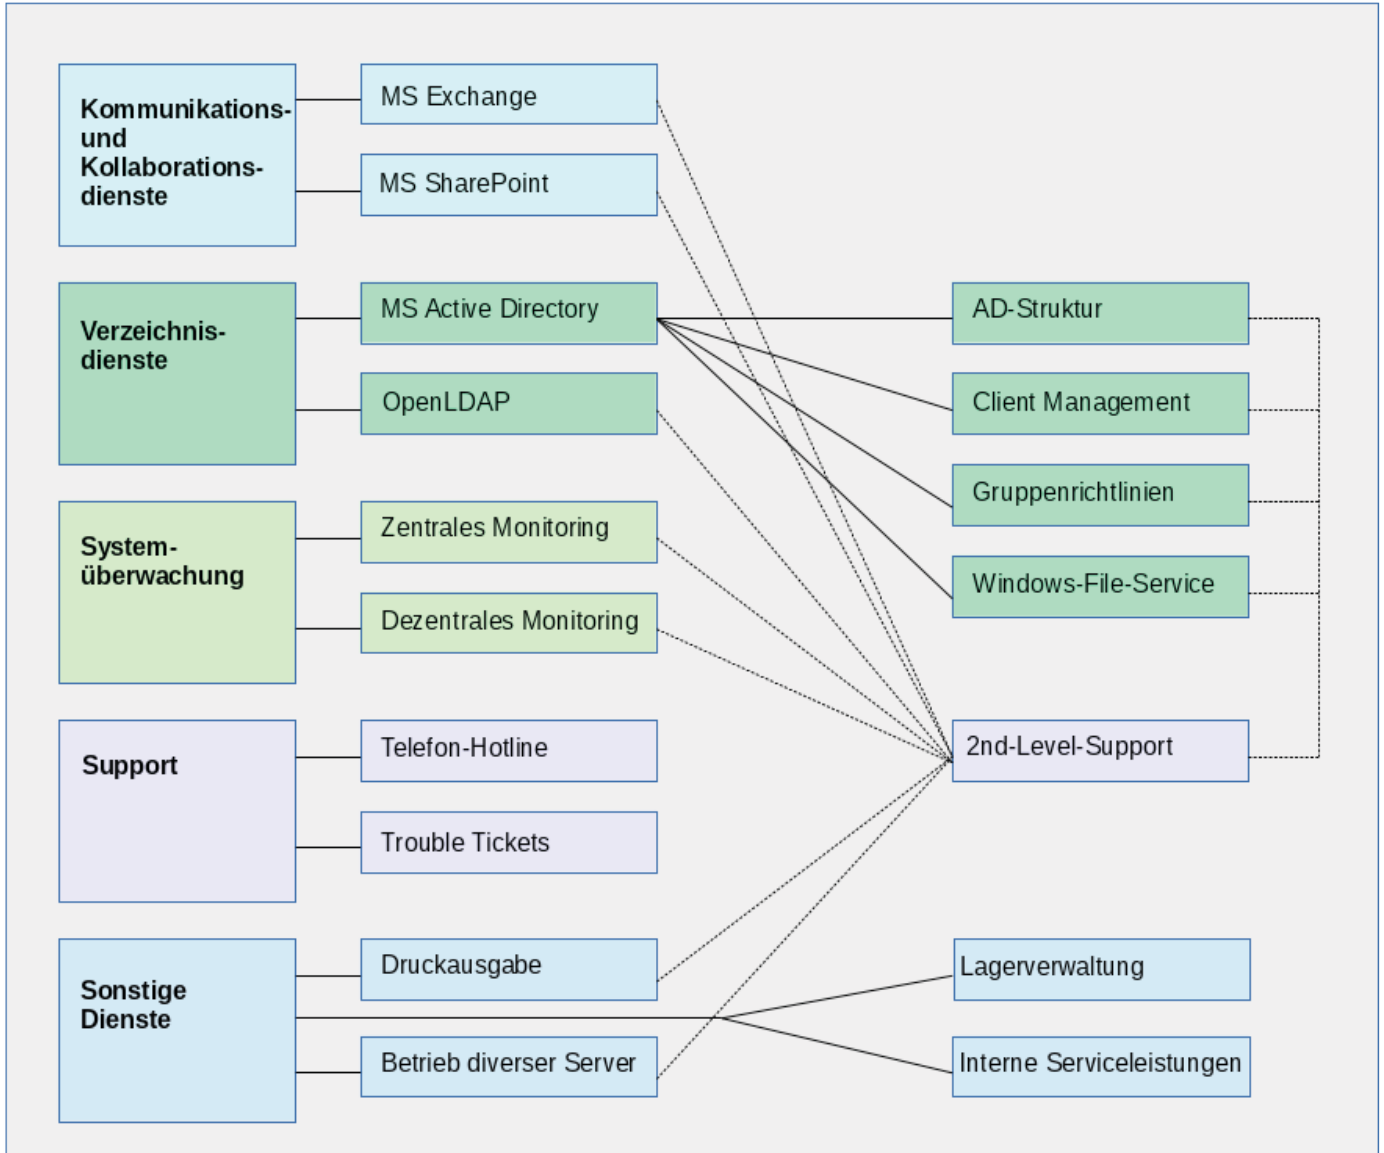 Kommunikations-
und
Kollaborations-
dienste
MS Exchange
MS SharePoint
Verzeichnis-
dienste
MS Active Directory
OpenLDAP
AD-Struktur
Client Management
Gruppenrichtlinien
Windows-File-Service
System-
überwachung
Zentrales Monitoring
Dezentrales Monitoring
Support
Telefon-Hotline
Trouble Tickets
2nd-Level-Support
Sonstige
Dienste
Druckausgabe
Betrieb diverser Server
Lagerverwaltung
Interne Serviceleistungen